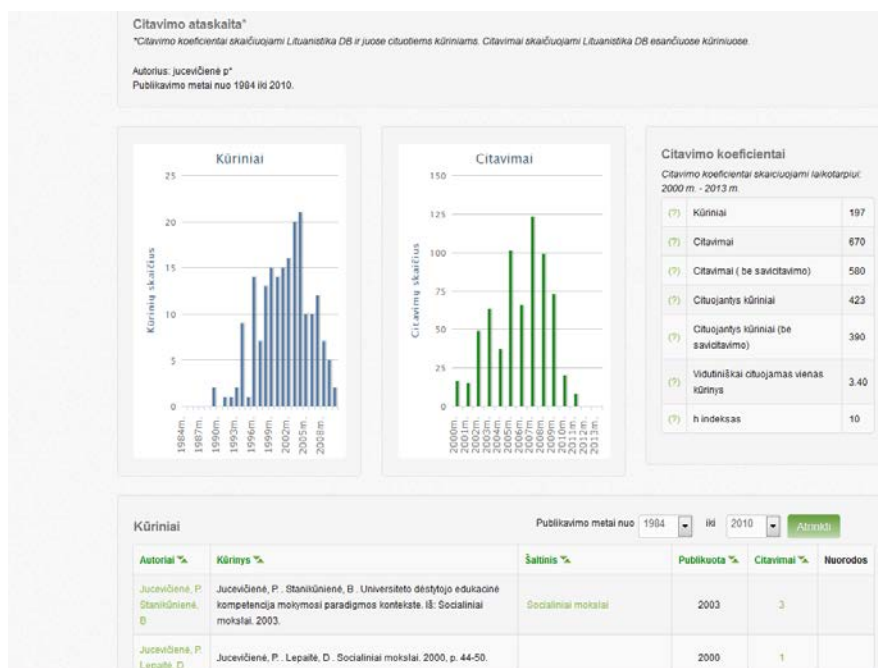 Citavimo ataskaita*
*Citavimo koeficientai skaičiuojami Lituanistika DB ir juose cituotiems kūriniams. Citavimai skaičiuojami Lituanistika DB esančiuose kūriniuose.
Autorius: jucevičienė p*
Publikavimo metai nuo 1984 iki 2010.
Kūriniai
Kūrinių skaičius
25
20
15
10
5
0
1984m.
1987m.
1990m.
1993m.
1996m.
1999m.
2002m.
2005m.
2008m.
Citavimai
Citavimų skaičius
150
125
100
75
50
25
0
2000m.
2001m.
2002m.
2003m.
2004m.
2005m.
2006m.
2007m.
2008m.
2009m.
2010m.
2011m.
2012m.
2013m.
Citavimo koeficientai
Citavimo koeficientai skaičiuojami laikotarpiui:
2000 m. - 2013 m.
(?) Kūriniai 197
(?) Citavimai 670
(?) Citavimai ( be savicitavimo) 580
(?) Cituojantys kūriniai 423
(?) Cituojantys kūriniai (be
savicitavimo) 390
(?) Vidutiniškai cituojamas vienas
kūrinys 3.40
(?) h indeksas 10
Kūriniai
Publikavimo metai nuo 1984 iki 2010 Atrinkti
Autoriai Kūrinys Šaltinis Publikuota Citavimai Nuorodos
Jucevičienė, P.
Stanikūnienė,
B
Jucevičienė, P. . Stanikūnienė, B . Universiteto dėstytojo edukacinė
kompetencija mokymosi paradigmos kontekste. Iš: Socialiniai
mokslai. 2003.
Socialiniai mokslai
2003
3
Jucevičienė, P.
Lepaitė, D
Jucevičienė, P. . Lepaitė, D . Socialiniai mokslai. 2000, p. 44-50.
2000
1